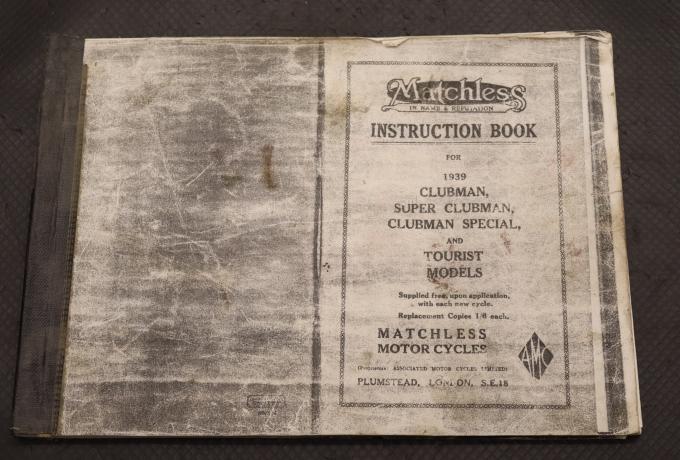 Matchless
IN NAME & REPUTATION
INSTRUCTION BOOK
FOR
1939
CLUBMAN,
SUPER CLUBMAN,
CLUBMAN SPECIAL,
AND
TOURIST
MODELS
Supplied free, upon application,
with each new cycle.
Replacement Copies 1/6 each.
MATCHLESS
MOTOR CYCLES
AMC
(Proprietors: ASSOCIATED MOTOR CYCLES LIMITED)
PLUMSTEAD, LONDON, S.E.18